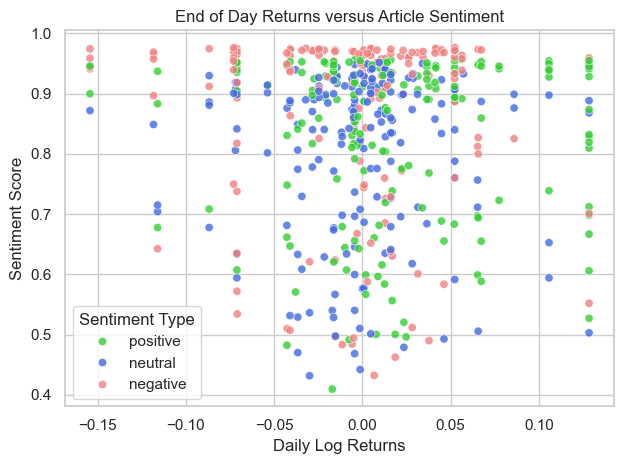 End of Day Returns versus Article Sentiment
1.0
0.9
0.8
0.7
0.6
0.5
0.4
Sentiment Score
Sentiment Type
positive
neutral
negative
−0.15
−0.10
−0.05
0.00
0.05
0.10
Daily Log Returns